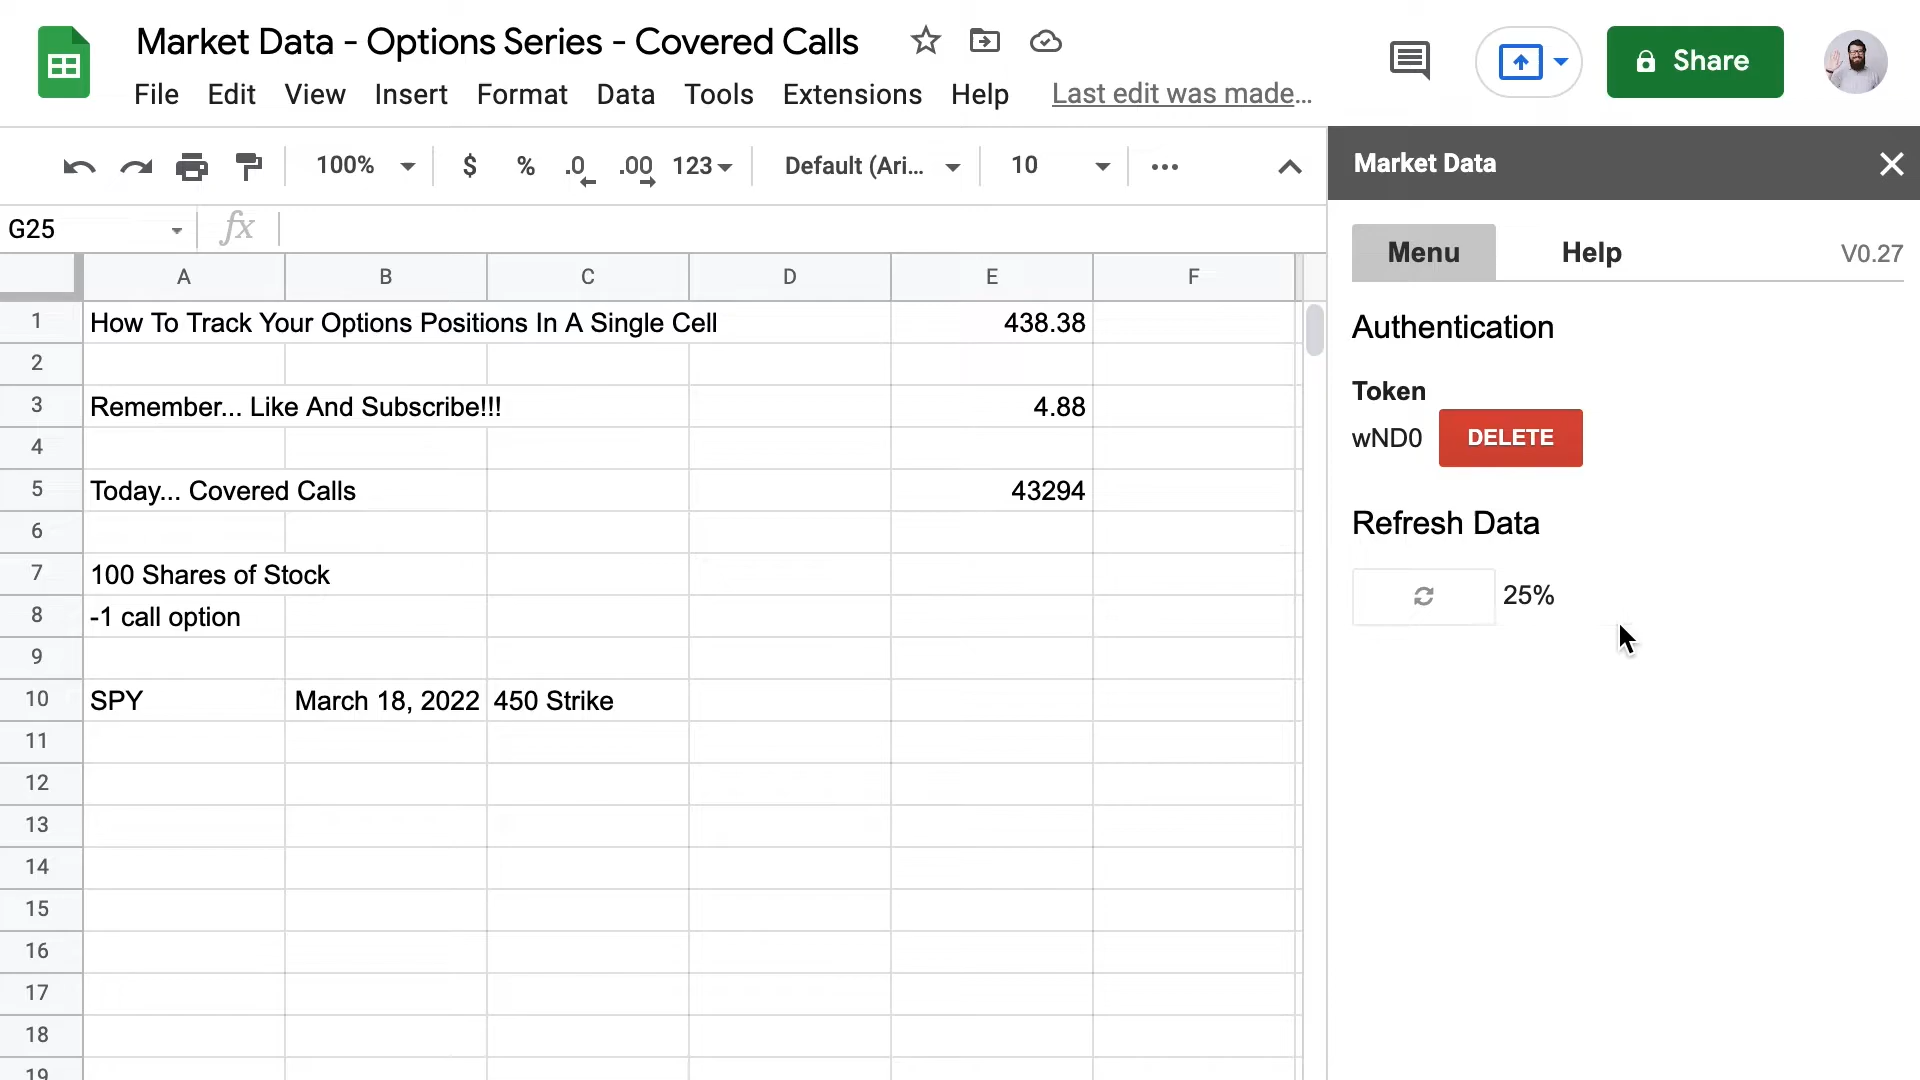 Market Data - Options Series - Covered Calls
File Edit View Insert Format Data Tools Extensions Help Last edit was made...
Share
100% $ % .0 .00 123 Default (Ari... 10
G25 fx
A B C D E F
1 How To Track Your Options Positions In A Single Cell 438.38
2
3 Remember... Like And Subscribe!!! 4.88
4
5 Today... Covered Calls 43294
6
7 100 Shares of Stock
8 -1 call option
9
10 SPY March 18, 2022 450 Strike
11
12
13
14
15
16
17
18
19
Market Data
Menu Help V0.27
Authentication
Token
wND0 DELETE
Refresh Data
25%